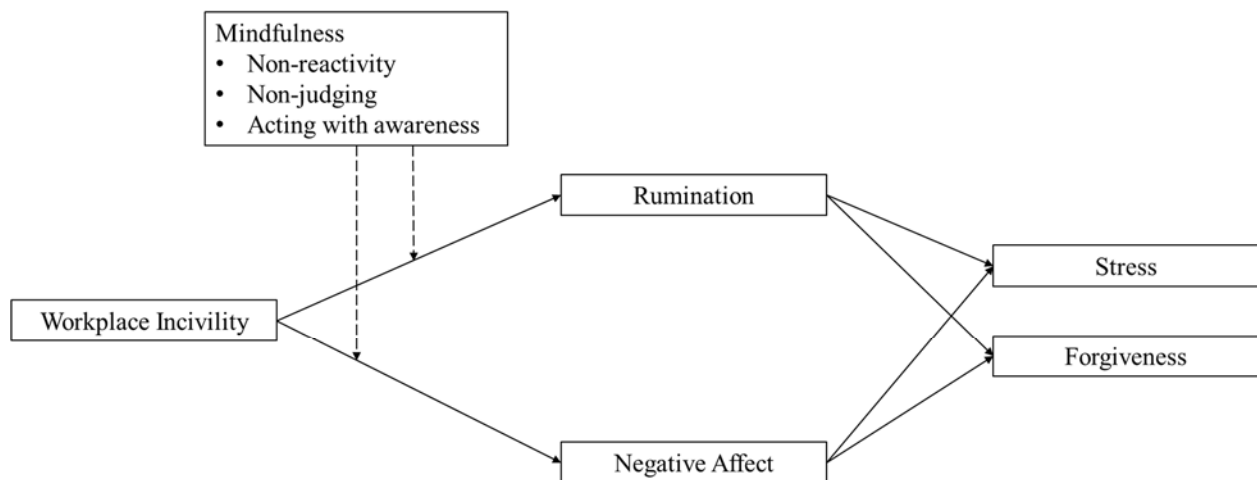 Mindfulness
• Non-reactivity
• Non-judging
• Acting with awareness
Rumination
Stress
Workplace Incivility
Forgiveness
Negative Affect